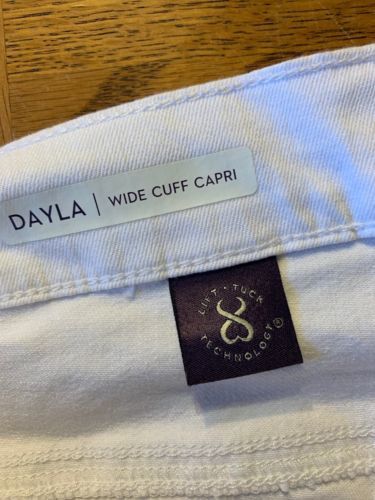 DAYLA | WIDE CUFF CAPRI
LIFT · TUCK
TECHNOLOGY®